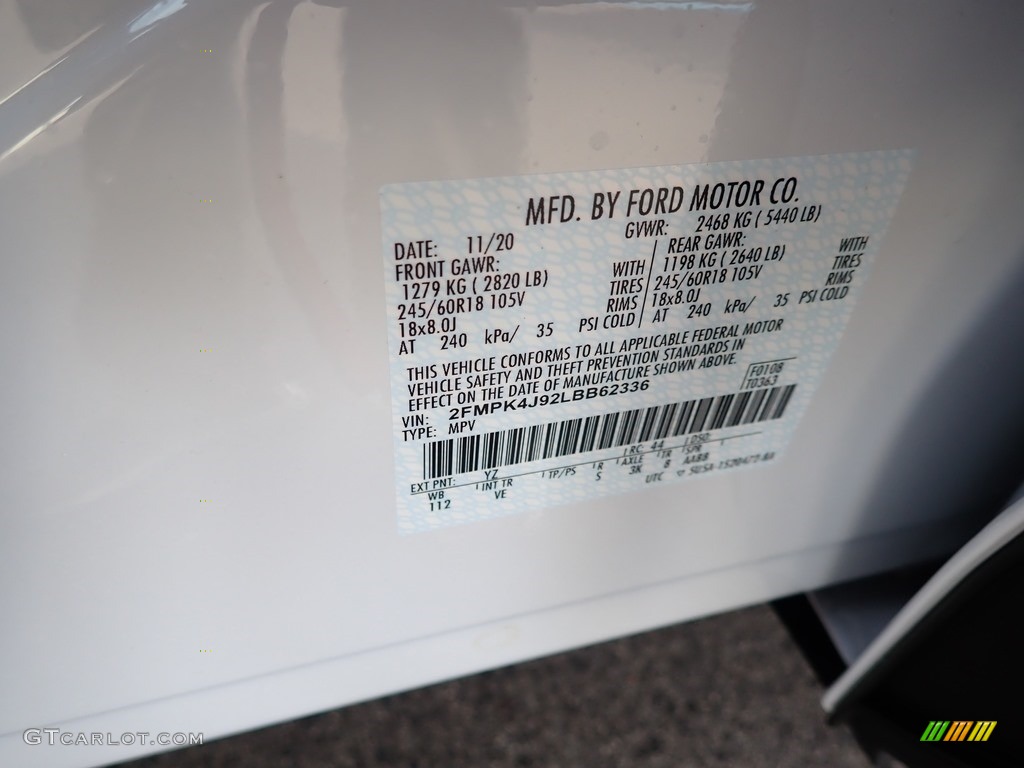 MFD. BY FORD MOTOR CO.
DATE: 11/20 GVWR: 2468 KG ( 5440 LB)
FRONT GAWR: REAR GAWR:
1279 KG ( 2820 LB) WITH 1198 KG ( 2640 LB) WITH
245/60R18 105V TIRES 245/60R18 105V TIRES
18x8.0J RIMS 18x8.0J RIMS
AT 240 kPa/ 35 PSI COLD AT 240 kPa/ 35 PSI COLD
THIS VEHICLE CONFORMS TO ALL APPLICABLE FEDERAL MOTOR
VEHICLE SAFETY AND THEFT PREVENTION STANDARDS IN
EFFECT ON THE DATE OF MANUFACTURE SHOWN ABOVE.
VIN: 2FMPK4J92LBB62336 F0108
TYPE: MPV T0363
EXT PNT: YZ RC: 44 DSO:
WB INT TR TP/PS R AXLE TR SPR
112 VE S 3K 8 AABB
UTC
GTCARLOT.COM